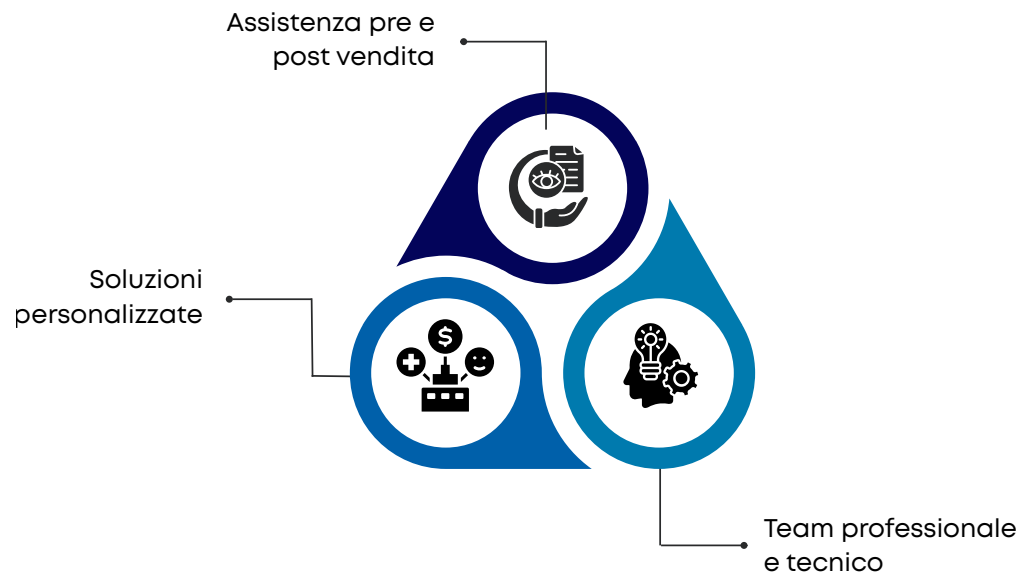 Assistenza pre e
post vendita
Soluzioni
personalizzate
$
Team professionale
e tecnico